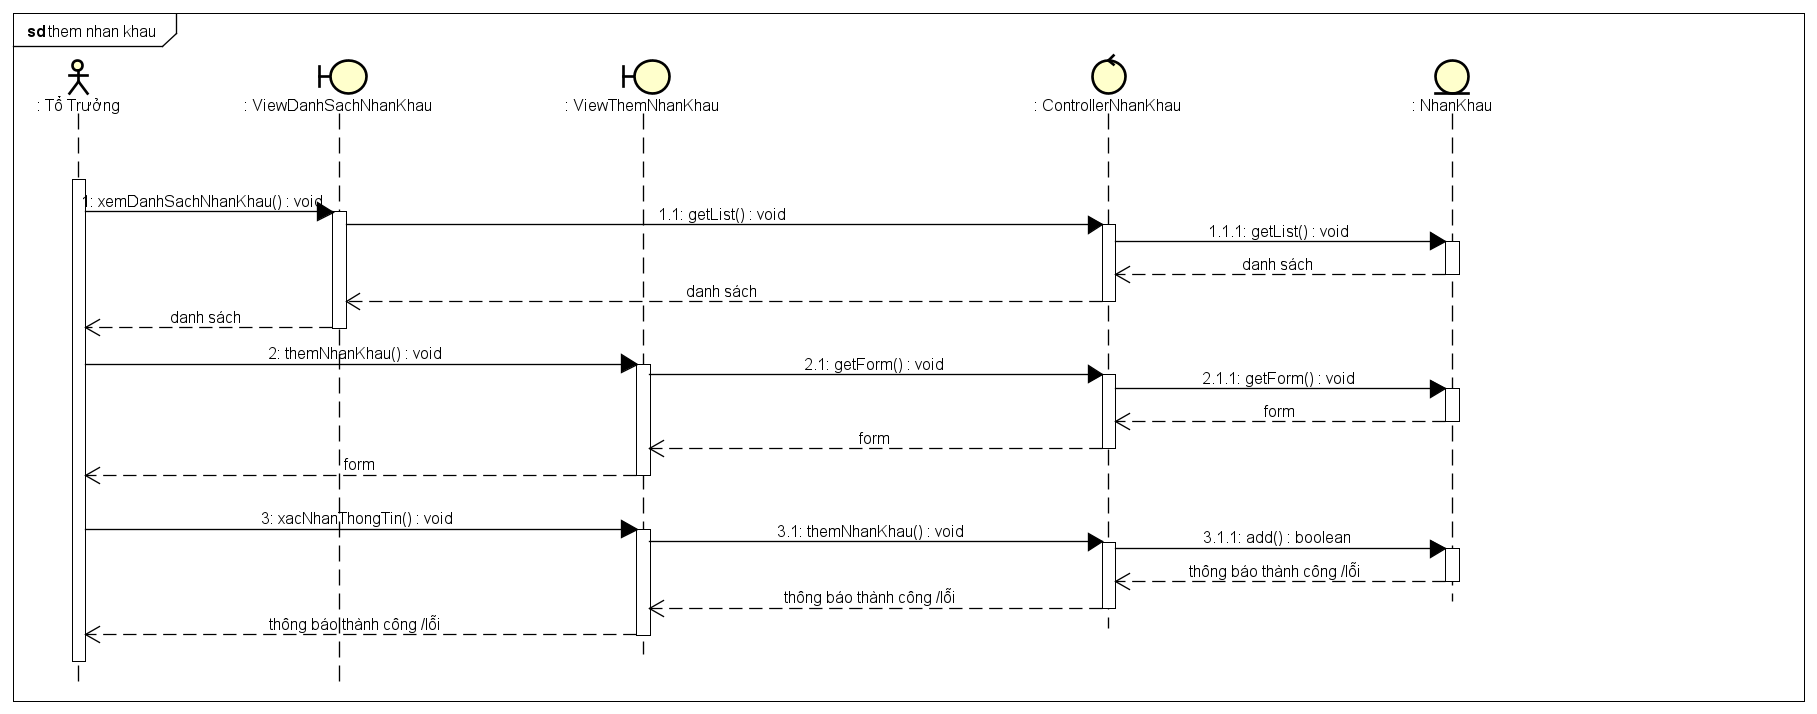 sd them nhan khau
: Tổ Trưởng
: ViewDanhSachNhanKhau
: ViewThemNhanKhau
: ControllerNhanKhau
: NhanKhau
1: xemDanhSachNhanKhau() : void
1.1: getList() : void
1.1.1: getList() : void
danh sách
danh sách
danh sách
2: themNhanKhau() : void
2.1: getForm() : void
2.1.1: getForm() : void
form
form
form
3: xacNhanThongTin() : void
3.1: themNhanKhau() : void
3.1.1: add() : boolean
thông báo thành công /lỗi
thông báo thành công /lỗi
thông báo thành công /lỗi